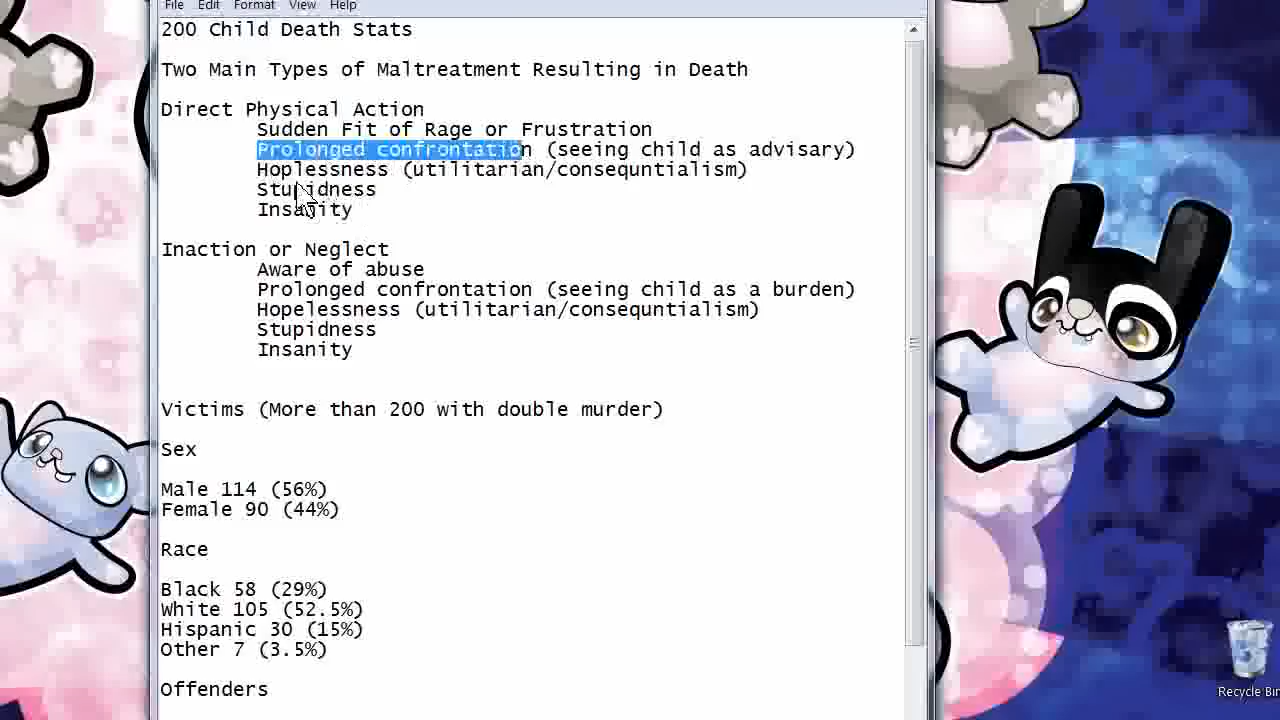 File Edit Format View Help
200 Child Death Stats
Two Main Types of Maltreatment Resulting in Death
Direct Physical Action
Sudden Fit of Rage or Frustration
Prolonged confrontation (seeing child as advisary)
Hoplessness (utilitarian/consequntialism)
Stupidness
Insanity
Inaction or Neglect
Aware of abuse
Prolonged confrontation (seeing child as a burden)
Hopelessness (utilitarian/consequntialism)
Stupidness
Insanity
Victims (More than 200 with double murder)
Sex
Male 114 (56%)
Female 90 (44%)
Race
Black 58 (29%)
White 105 (52.5%)
Hispanic 30 (15%)
Other 7 (3.5%)
Offenders
Recycle Bin